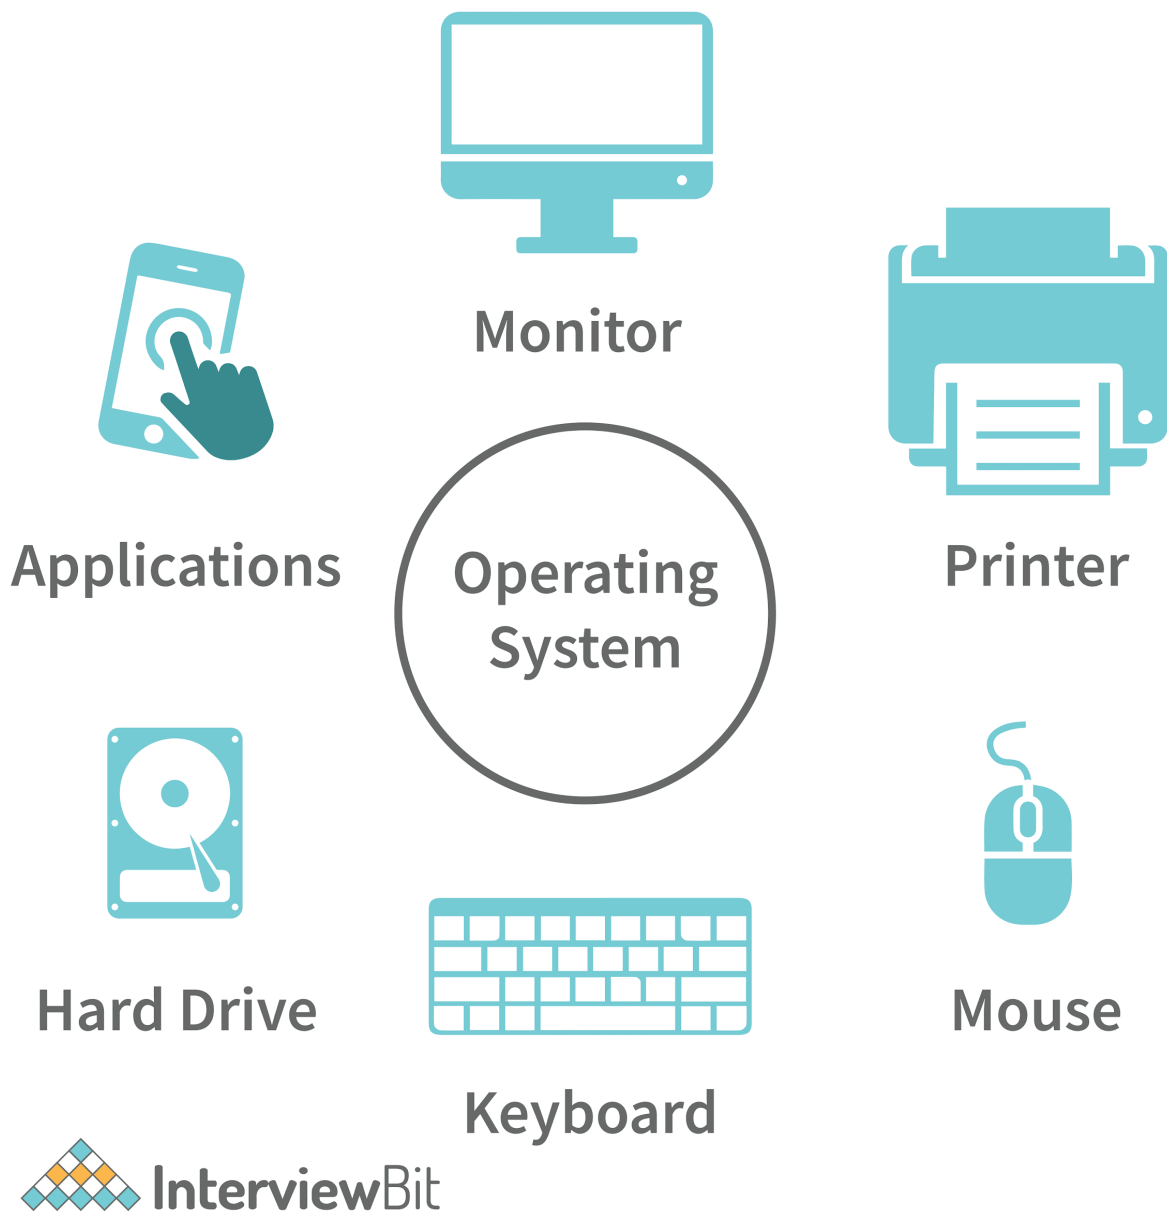 Monitor
Applications
Printer
Operating
System
Hard Drive
Mouse
Keyboard
InterviewBit